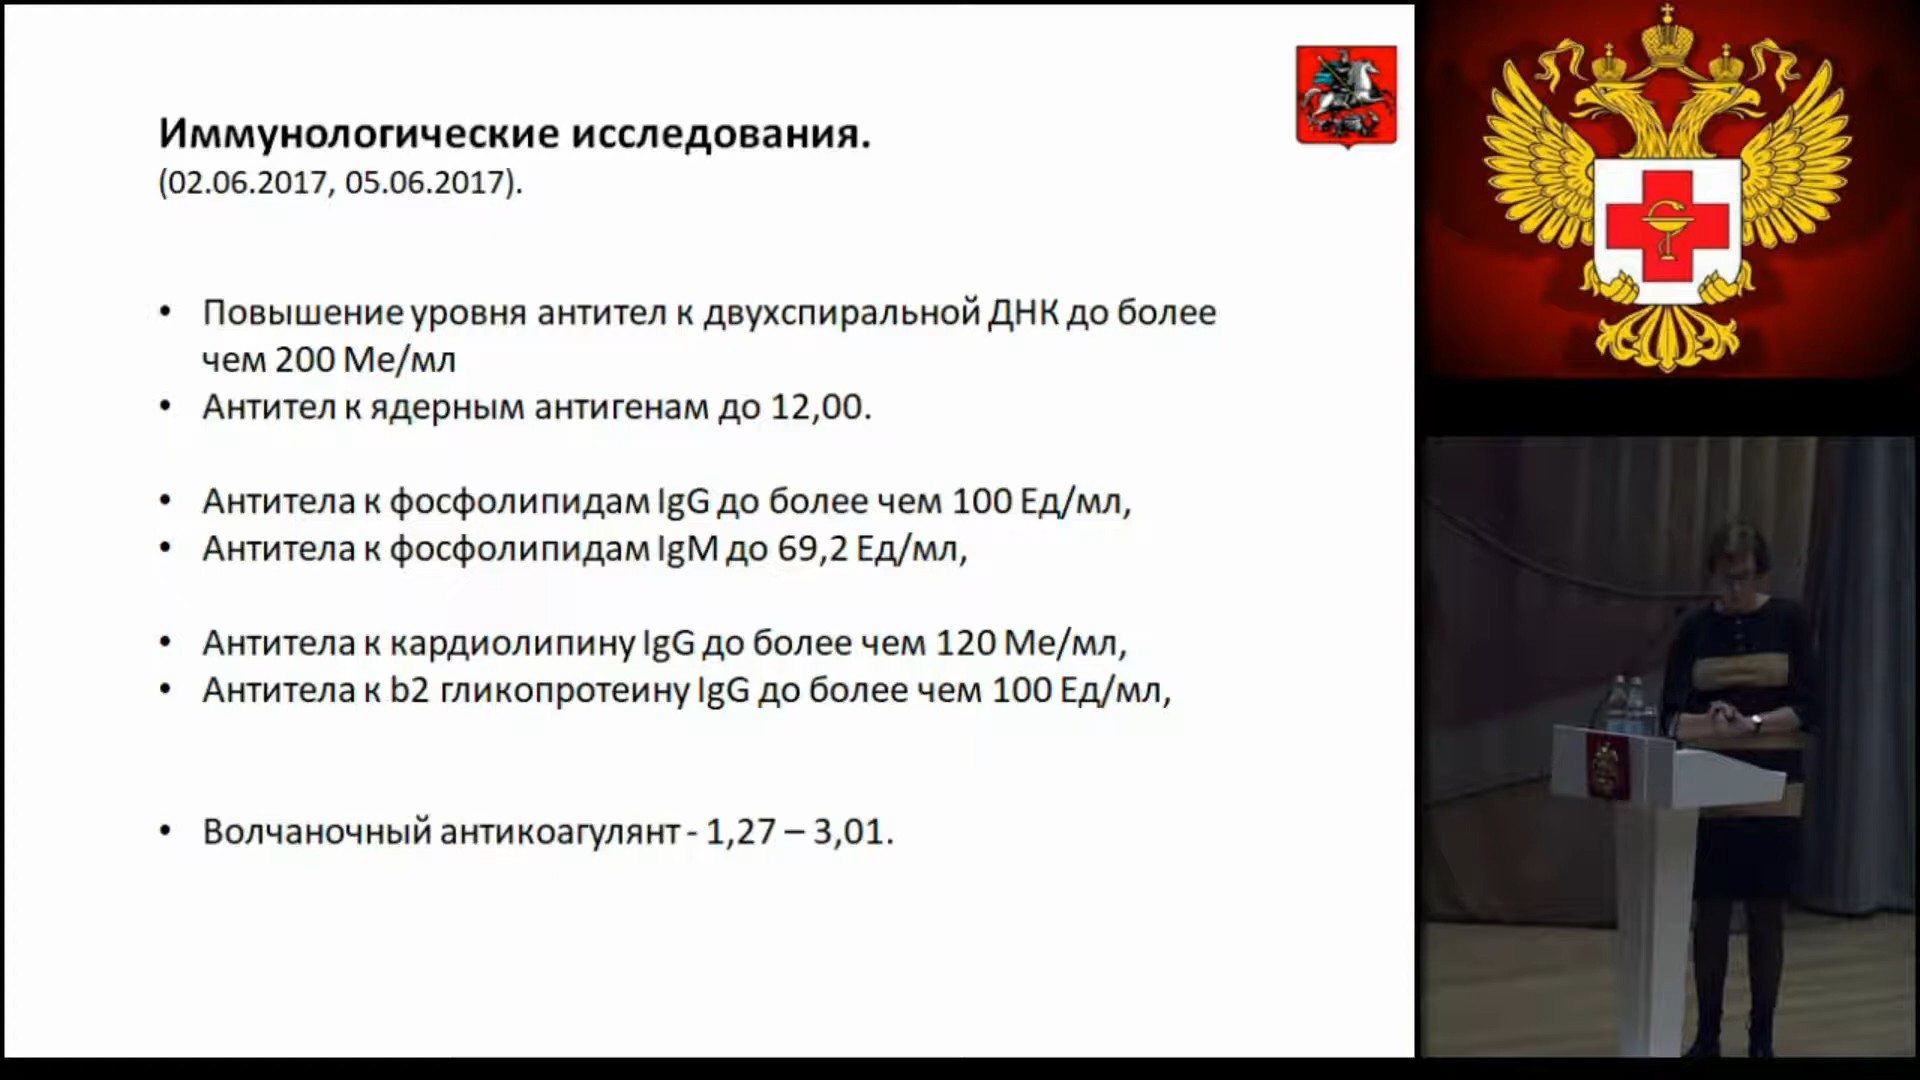 Иммунологические исследования.
(02.06.2017, 05.06.2017).
• Повышение уровня антител к двухспиральной ДНК до более
чем 200 Ме/мл
• Антител к ядерным антигенам до 12,00.
• Антитела к фосфолипидам IgG до более чем 100 Ед/мл,
• Антитела к фосфолипидам IgM до 69,2 Ед/мл,
• Антитела к кардиолипину IgG до более чем 120 Ме/мл,
• Антитела к b2 гликопротеину IgG до более чем 100 Ед/мл,
• Волчаночный антикоагулянт - 1,27 – 3,01.